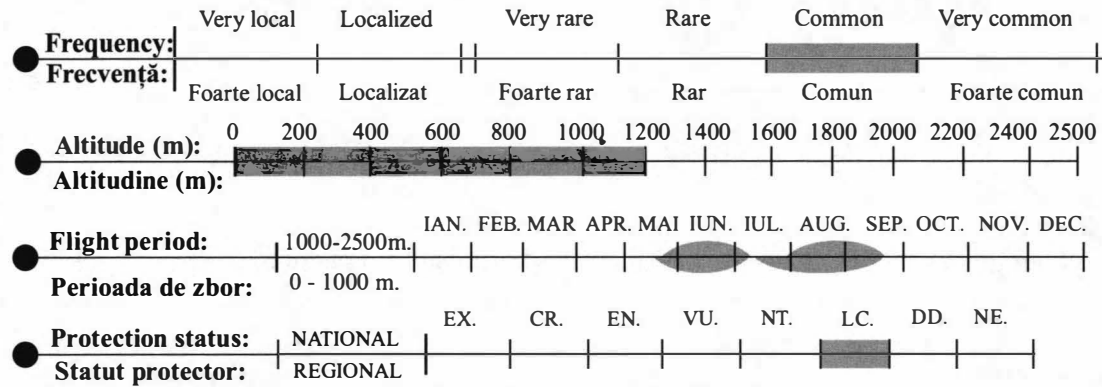 Very local Localized Very rare Rare Common Very common
Frequency:
Frecvență:
Foarte local Localizat Foarte rar Rar Comun Foarte comun
0 200 400 600 800 1000 1200 1400 1600 1800 2000 2200 2400 2500
Altitude (m):
Altitudine (m):
IAN. FEB. MAR APR. MAI IUN. IUL. AUG. SEP. OCT. NOV. DEC.
Flight period: 1000-2500m.
Perioada de zbor: 0 - 1000 m.
EX. CR. EN. VU. NT. LC. DD. NE.
Protection status: NATIONAL
Statut protector: REGIONAL